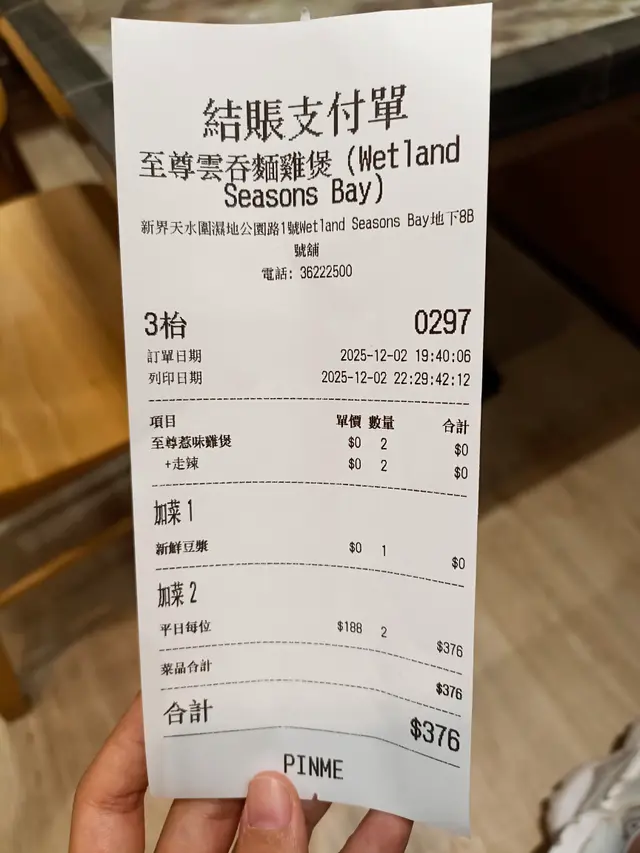 結賬支付單
至尊雲吞麵雞煲 (Wetland
Seasons Bay)
新界天水圍濕地公園路1號Wetland Seasons Bay地下8B
號舖
電話: 36222500
3枱 0297
訂單日期 2025-12-02 19:40:06
列印日期 2025-12-02 22:29:42:12
項目 單價 數量 合計
至尊惹味雞煲 $0 2 $0
+走辣 $0 2 $0
加菜 1
新鮮豆漿 $0 1 $0
加菜 2
平日每位 $188 2 $376
菜品合計 $376
合計 $376
PINME